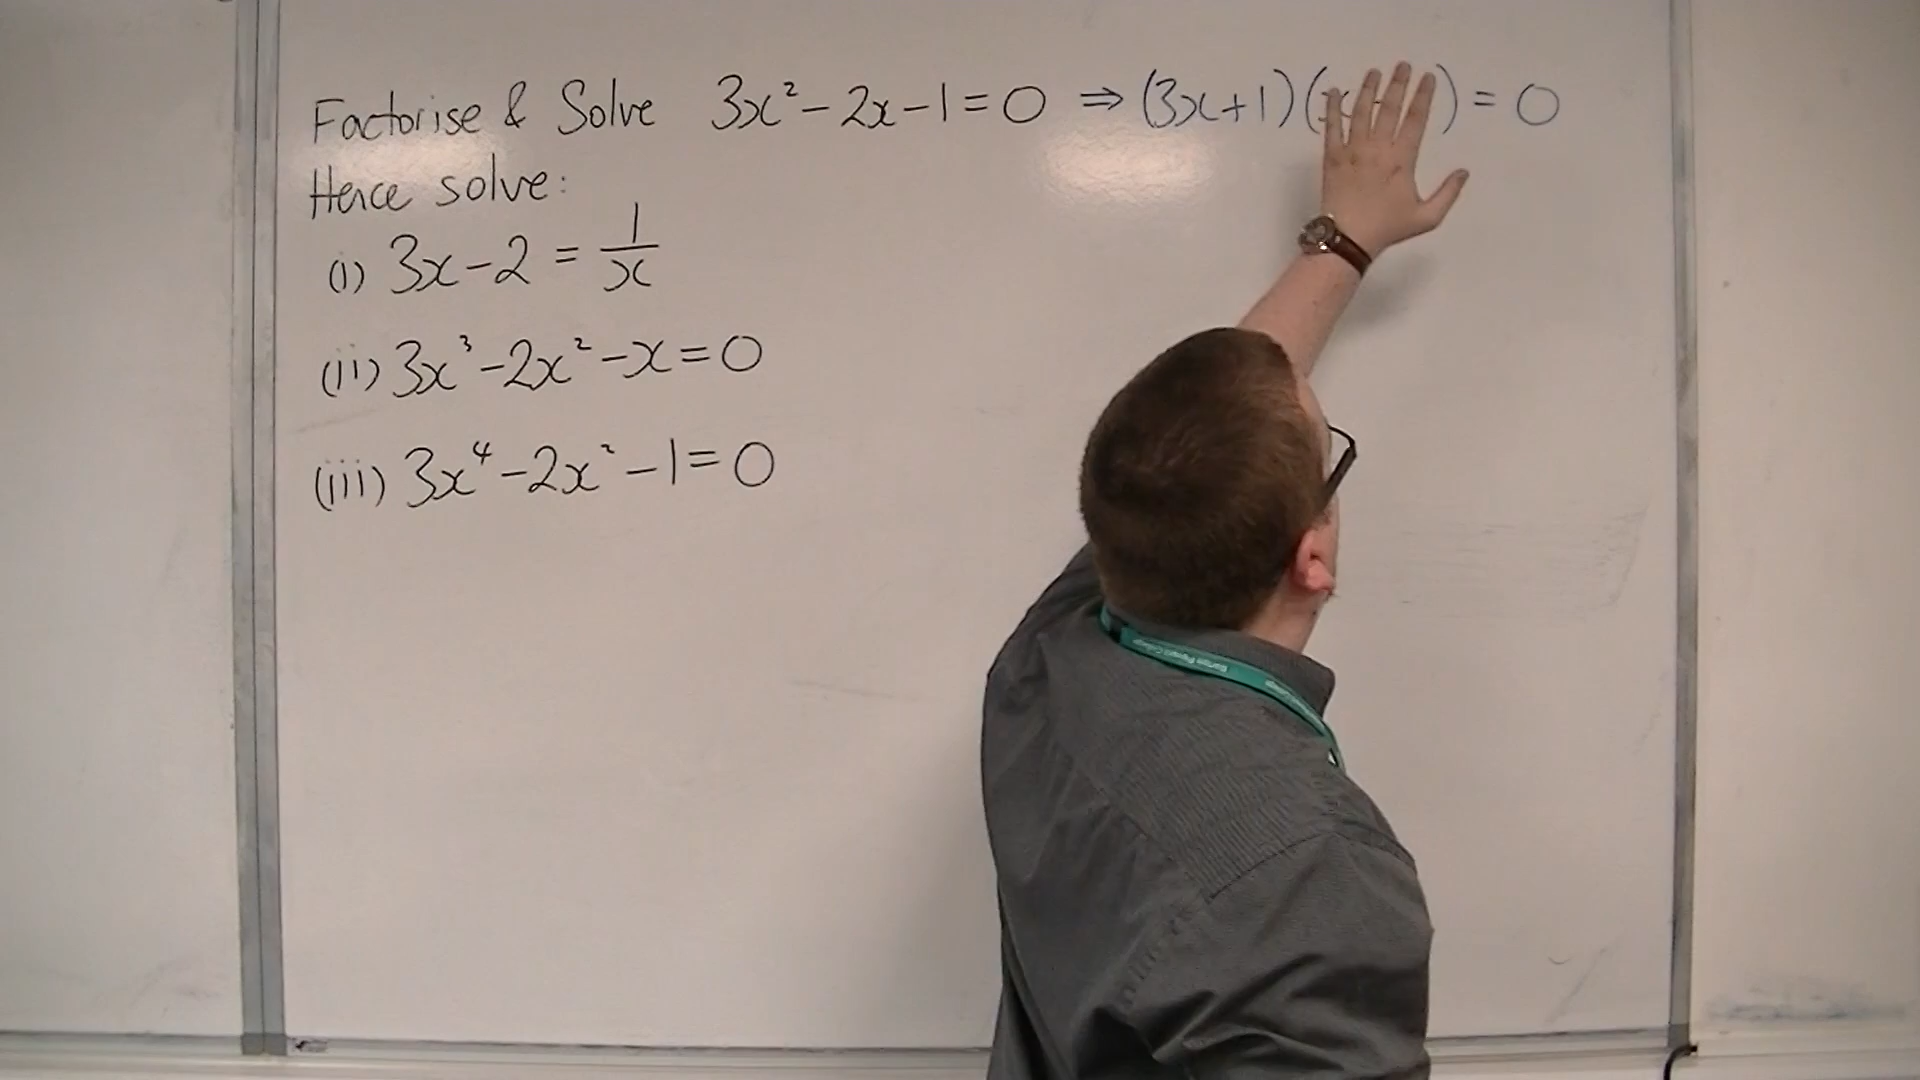 Factorise & Solve 3x² - 2x - 1 = 0 ⇒ (3x+1)(x- ) = 0
Hence solve:
(i) 3x - 2 = 1/x
(ii) 3x³ - 2x² - x = 0
(iii) 3x⁴ - 2x² - 1 = 0